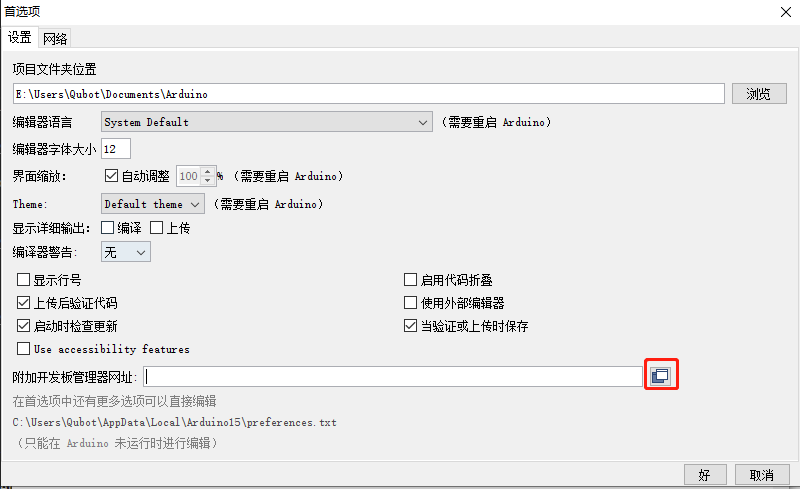 首选项
设置 网络
项目文件夹位置
E:\Users\Qubot\Documents\Arduino 浏览
编辑器语言 System Default （需要重启 Arduino）
编辑器字体大小 12
界面缩放： 自动调整 100 % （需要重启 Arduino）
Theme: Default theme （需要重启 Arduino）
显示详细输出： 编译 上传
编译器警告: 无
显示行号 启用代码折叠
上传后验证代码 使用外部编辑器
启动时检查更新 当验证或上传时保存
Use accessibility features
附加开发板管理器网址:
在首选项中还有更多选项可以直接编辑
C:\Users\Qubot\AppData\Local\Arduino15\preferences.txt
（只能在 Arduino 未运行时进行编辑）
好 取消